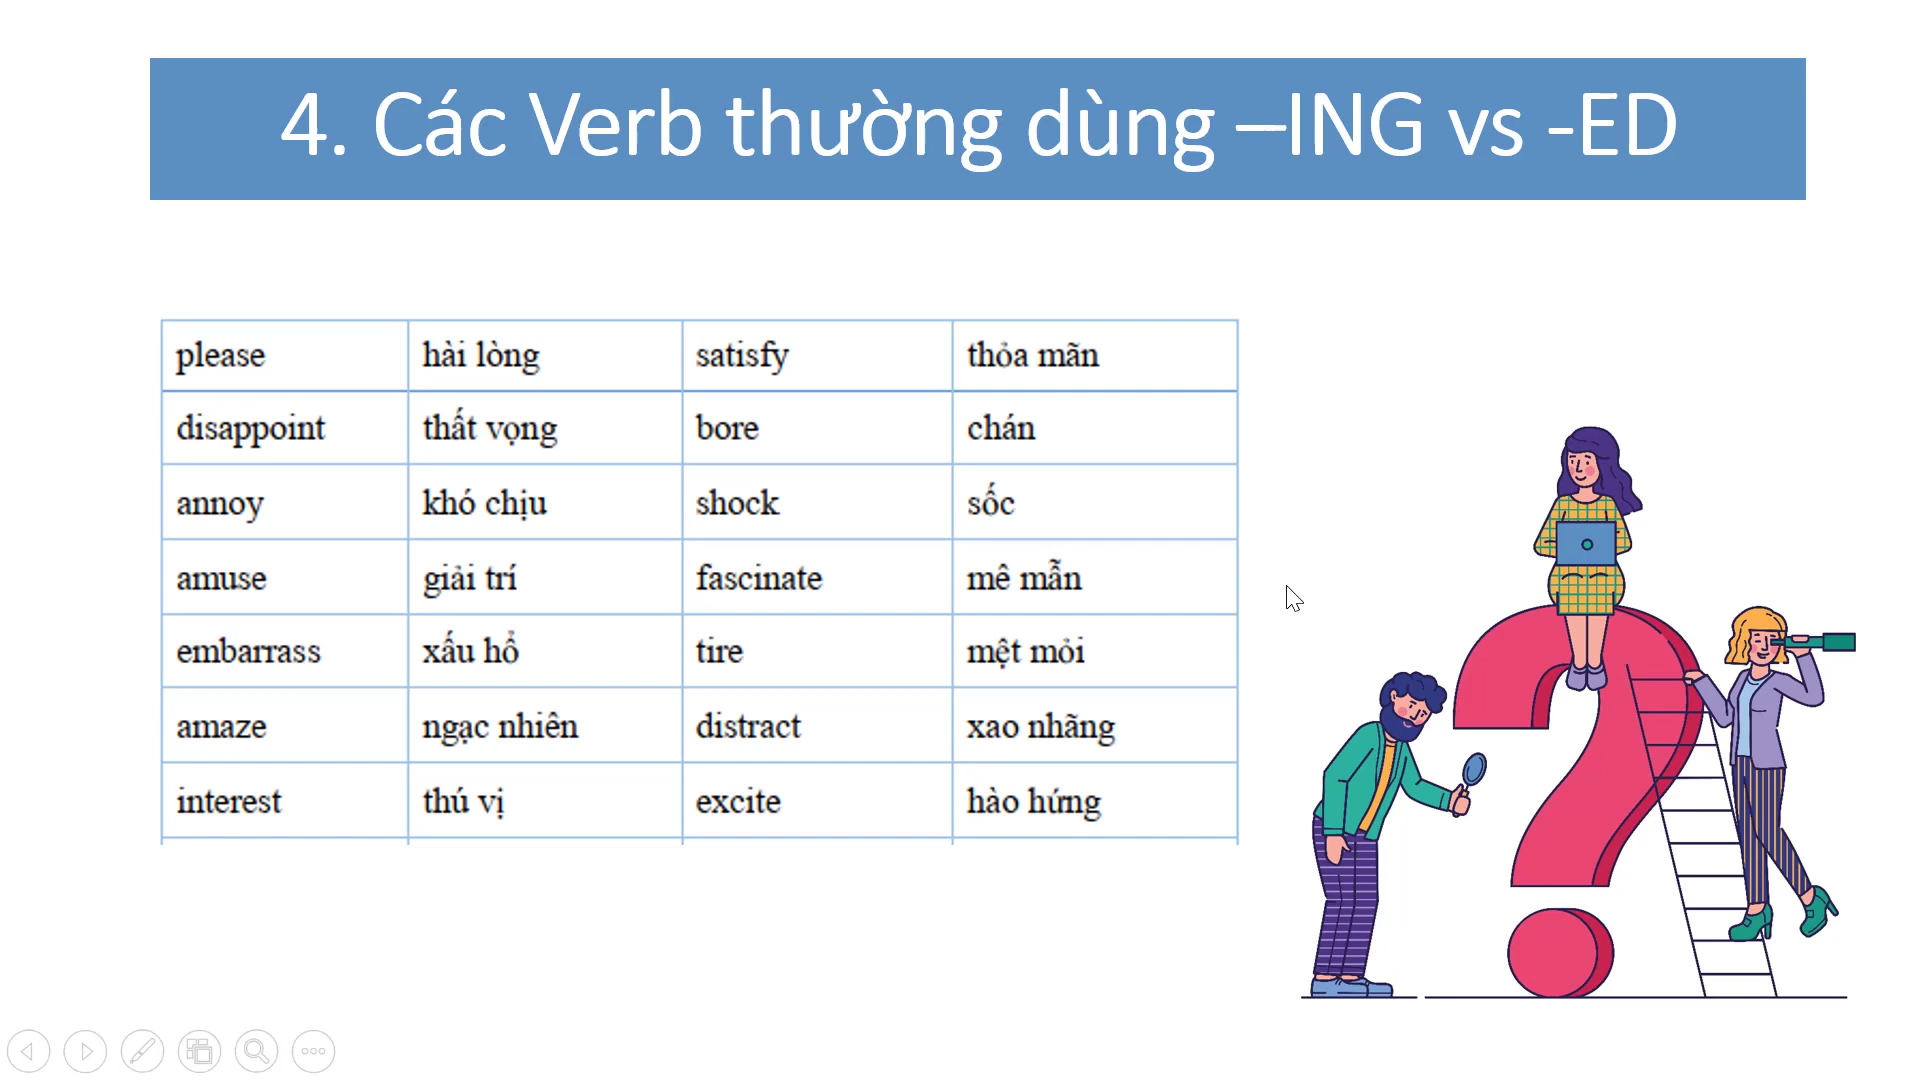 4. Các Verb thường dùng –ING vs -ED
please hài lòng satisfy thỏa mãn
disappoint thất vọng bore chán
annoy khó chịu shock sốc
amuse giải trí fascinate mê mẫn
embarrass xấu hổ tire mệt mỏi
amaze ngạc nhiên distract xao nhãng
interest thú vị excite hào hứng